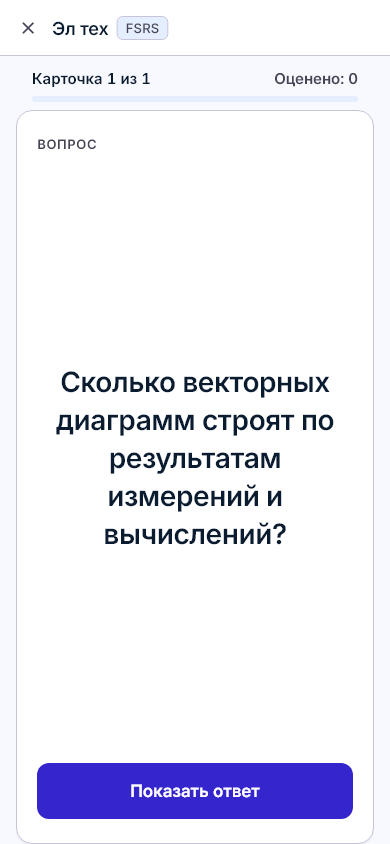 Эл тех FSRS
Карточка 1 из 1 Оценено: 0
ВОПРОС
Сколько векторных
диаграмм строят по
результатам
измерений и
вычислений?
Показать ответ